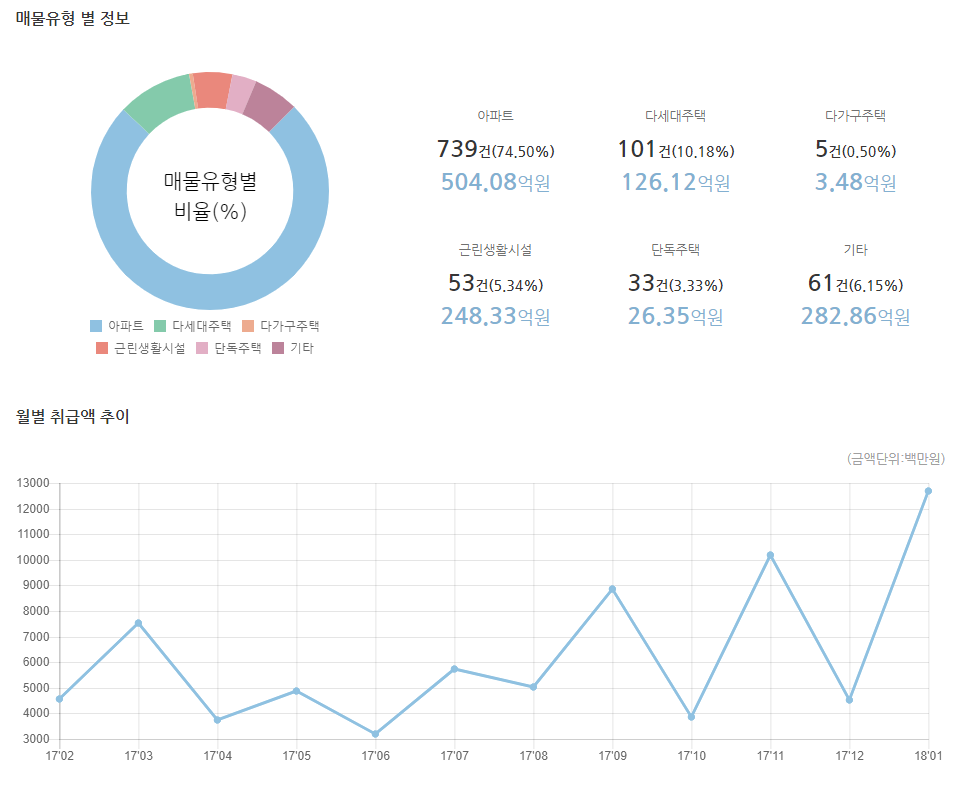 매물유형 별 정보
매물유형별
비율(%)
아파트 다세대주택 다가구주택
근린생활시설 단독주택 기타
아파트 다세대주택 다가구주택
739건(74.50%) 101건(10.18%) 5건(0.50%)
504.08억원 126.12억원 3.48억원
근린생활시설 단독주택 기타
53건(5.34%) 33건(3.33%) 61건(6.15%)
248.33억원 26.35억원 282.86억원
월별 취급액 추이
(금액단위:백만원)
13000
12000
11000
10000
9000
8000
7000
6000
5000
4000
3000
17'02 17'03 17'04 17'05 17'06 17'07 17'08 17'09 17'10 17'11 17'12 18'01